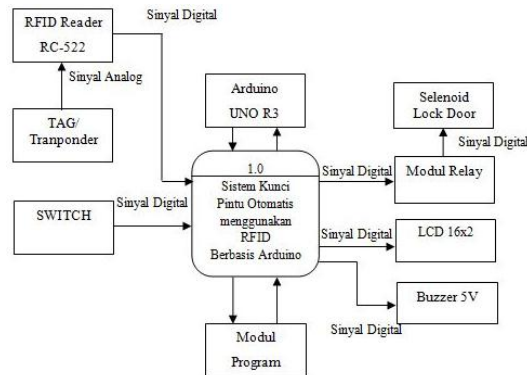 RFID Reader
RC-522
Sinyal Digital
Sinyal Analog
TAG/
Tranponder
Arduino
UNO R3
Selenoid
Lock Door
Sinyal Digital
Sinyal Digital
Modul Relay
SWITCH
Sinyal Digital
1.0
Sistem Kunci
Pintu Otomatis
menggunakan
RFID
Berbasis Arduino
Sinyal Digital
LCD 16x2
Buzzer 5V
Sinyal Digital
Modul
Program